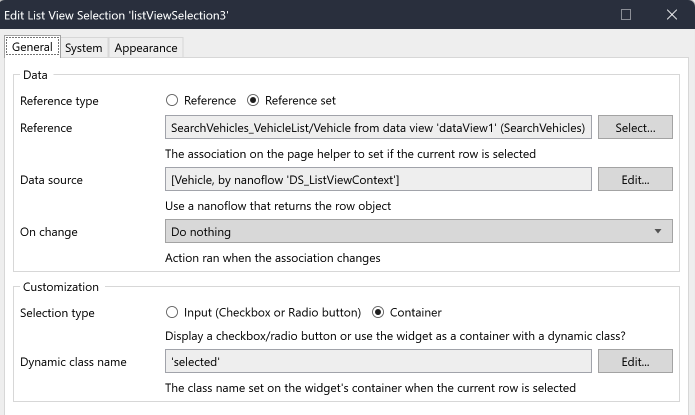 Edit List View Selection 'listViewSelection3'
General System Appearance
Data
Reference type Reference Reference set
Reference SearchVehicles_VehicleList/Vehicle from data view 'dataView1' (SearchVehicles) Select...
The association on the page helper to set if the current row is selected
Data source [Vehicle, by nanoflow 'DS_ListViewContext'] Edit...
Use a nanoflow that returns the row object
On change Do nothing
Action ran when the association changes
Customization
Selection type Input (Checkbox or Radio button) Container
Display a checkbox/radio button or use the widget as a container with a dynamic class?
Dynamic class name 'selected' Edit...
The class name set on the widget's container when the current row is selected